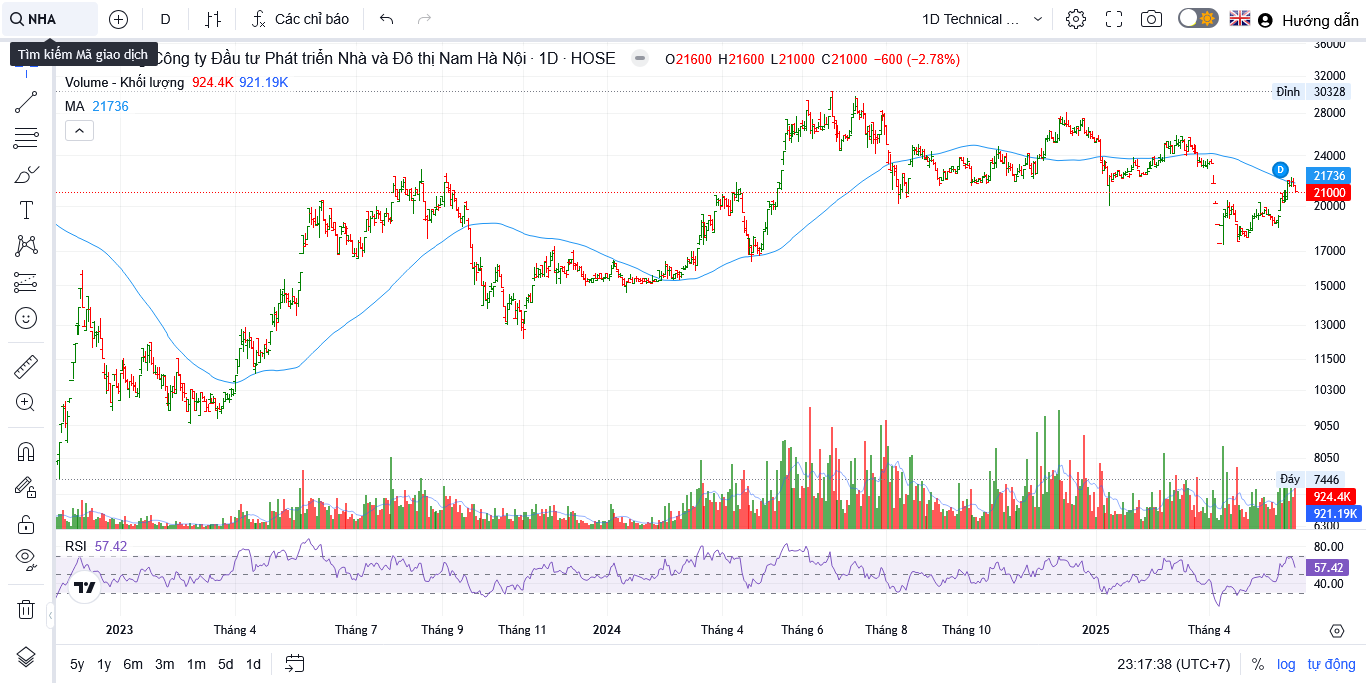 NHA D Các chỉ báo 1D Technical ... Hướng dẫn
Tìm kiếm Mã giao dịch
Công ty Đầu tư Phát triển Nhà và Đô thị Nam Hà Nội · 1D · HOSE O21600 H21600 L21000 C21000 −600 (−2.78%)
Volume - Khối lượng 924.4K 921.19K
MA 21736
36000
32000
Đỉnh 30328
28000
24000
D
21736
21000
20000
17000
15000
13000
11500
10300
9050
8050
Đáy 7446
924.4K
921.19K
6300
RSI 57.42
80.00
57.42
40.00
2023 Tháng 4 Tháng 7 Tháng 9 Tháng 11 2024 Tháng 4 Tháng 6 Tháng 8 Tháng 10 2025 Tháng 4
5y 1y 6m 3m 1m 5d 1d 23:17:38 (UTC+7) % log tự động